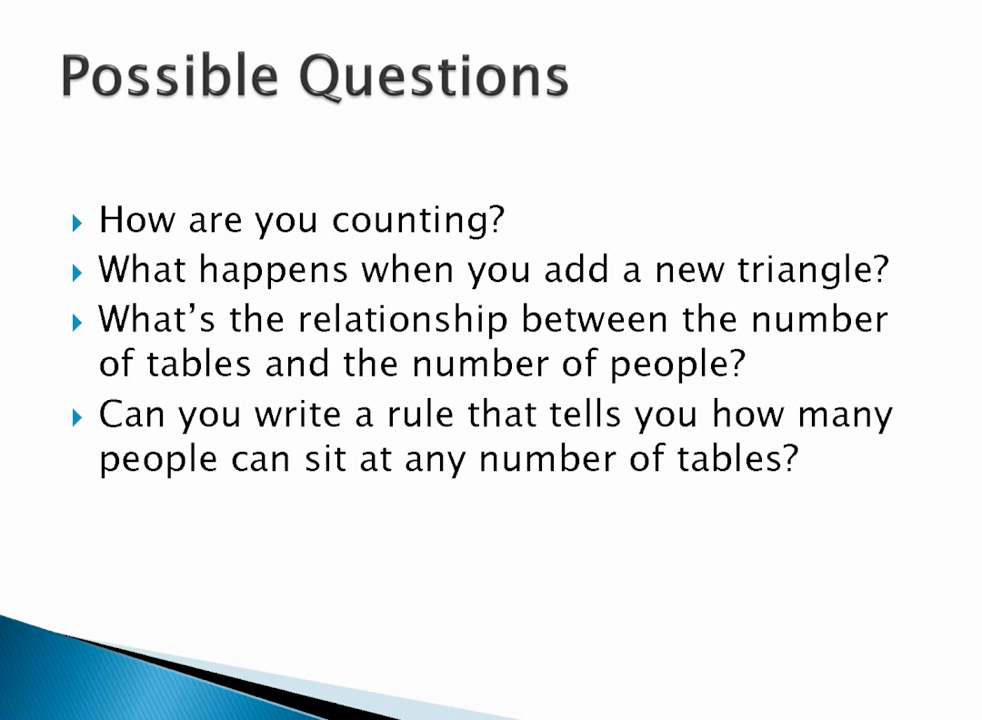 Possible Questions
How are you counting?
What happens when you add a new triangle?
What’s the relationship between the number
of tables and the number of people?
Can you write a rule that tells you how many
people can sit at any number of tables?